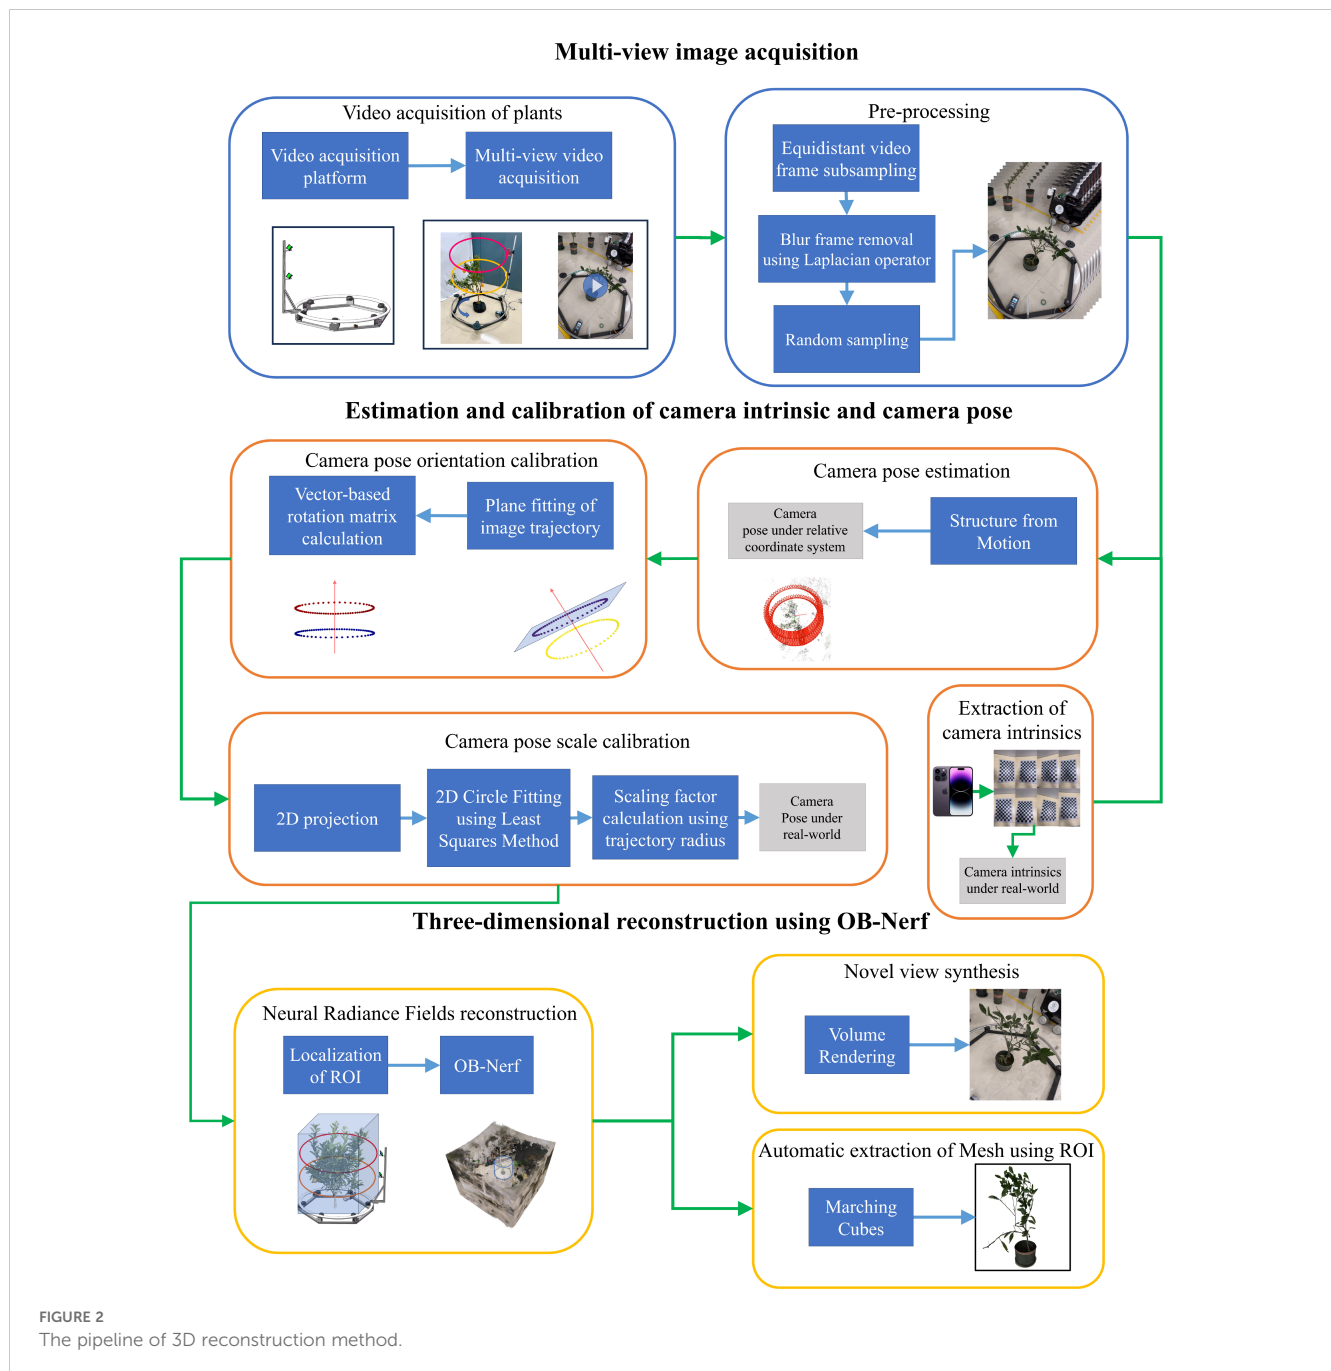 Multi-view image acquisition
Video acquisition of plants
Video acquisition
platform
Multi-view video
acquisition
Pre-processing
Equidistant video
frame subsampling
Blur frame removal
using Laplacian operator
Random sampling
Estimation and calibration of camera intrinsic and camera pose
Camera pose orientation calibration
Vector-based
rotation matrix
calculation
Plane fitting of
image trajectory
Camera pose estimation
Camera
pose under relative
coordinate system
Structure from
Motion
Camera pose scale calibration
2D projection
2D Circle Fitting
using Least
Squares Method
Scaling factor
calculation using
trajectory radius
Camera
Pose under
real-world
Extraction of
camera intrinsics
Camera intrinsics
under real-world
Three-dimensional reconstruction using OB-Nerf
Neural Radiance Fields reconstruction
Localization
of ROI
OB-Nerf
Novel view synthesis
Volume
Rendering
Automatic extraction of Mesh using ROI
Marching
Cubes
FIGURE 2
The pipeline of 3D reconstruction method.